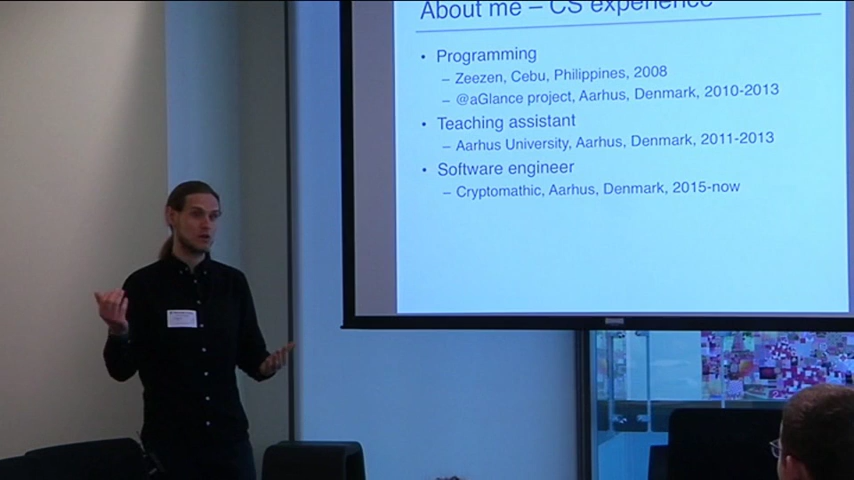 About me – CS experience
• Programming
– Zeezen, Cebu, Philippines, 2008
– @aGlance project, Aarhus, Denmark, 2010-2013
• Teaching assistant
– Aarhus University, Aarhus, Denmark, 2011-2013
• Software engineer
– Cryptomathic, Aarhus, Denmark, 2015-now